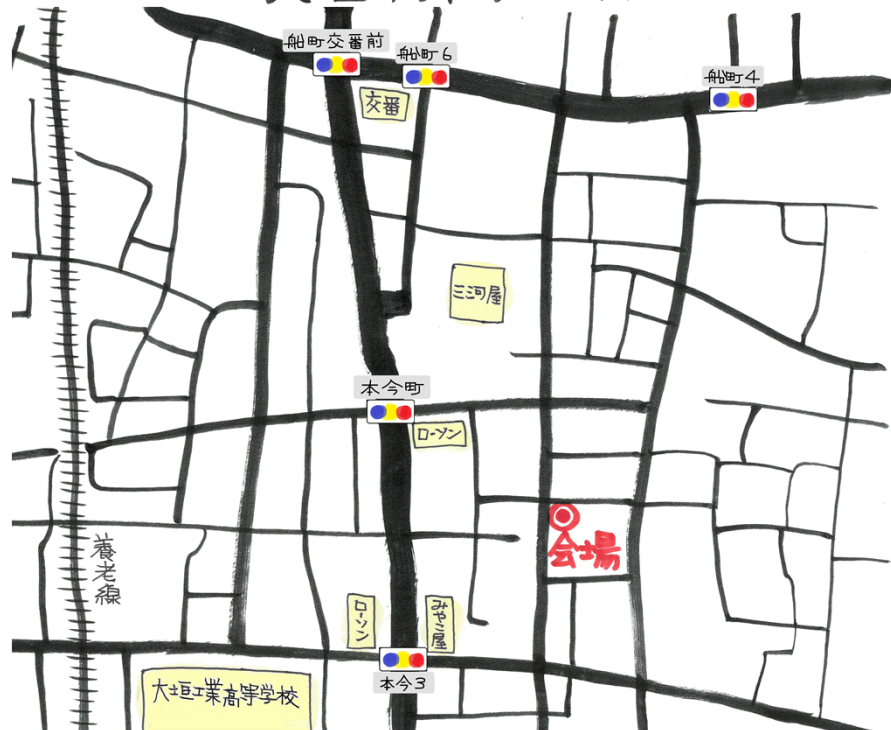 船町交番前
船町6
船町4
交番
三河屋
本今町
ローソン
会場
養老線
ローソン
みやこ屋
本今3
大垣工業高等学校